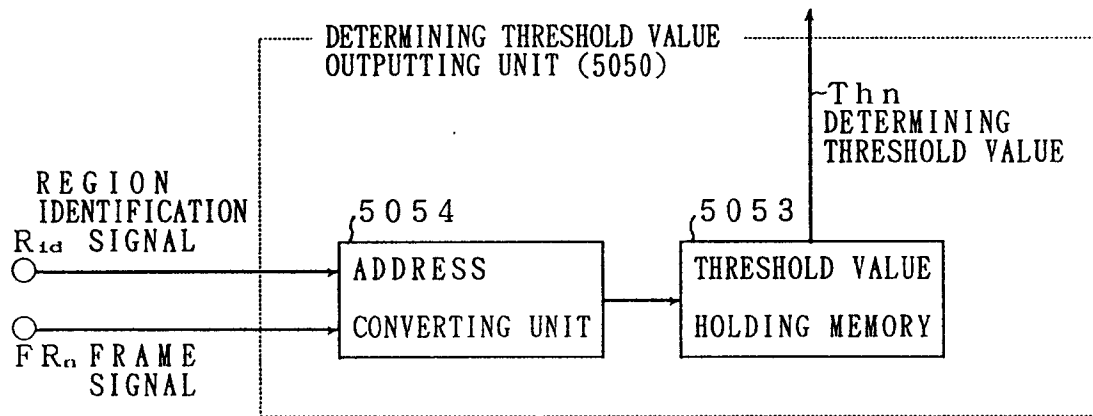 DETERMINING THRESHOLD VALUE
OUTPUTTING UNIT (5050)
Thn
DETERMINING
THRESHOLD VALUE
REGION
IDENTIFICATION
Rid SIGNAL
5054
5053
ADDRESS
CONVERTING UNIT
THRESHOLD VALUE
HOLDING MEMORY
FRn FRAME
SIGNAL